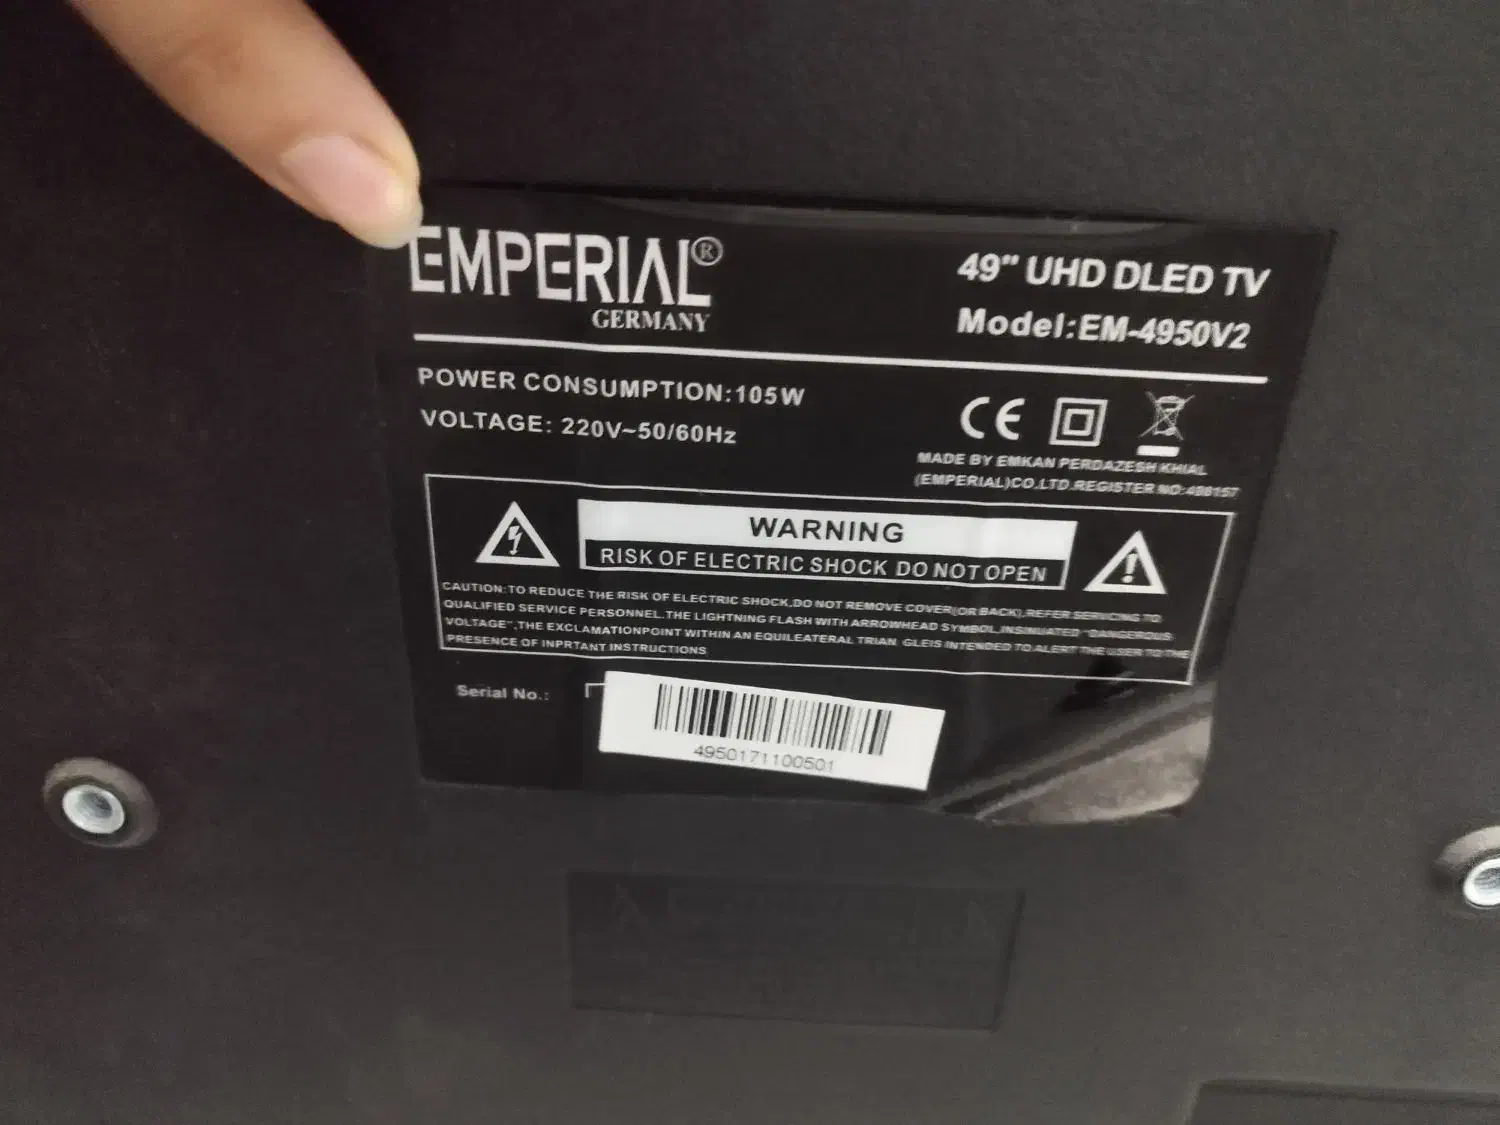 EMPERIAL®
GERMANY
49" UHD DLED TV
Model:EM-4950V2
POWER CONSUMPTION:105W
VOLTAGE: 220V~50/60Hz
CE
MADE BY EMKAN PERDAZESH KHIAL
(EMPERIAL)CO.LTD.REGISTER NO:488157
WARNING
RISK OF ELECTRIC SHOCK DO NOT OPEN
CAUTION:TO REDUCE THE RISK OF ELECTRIC SHOCK,DO NOT REMOVE COVER(OR BACK),REFER SERVICING TO
QUALIFIED SERVICE PERSONNEL.THE LIGHTNING FLASH WITH ARROWHEAD SYMBOL,INSINUATED "DANGEROUS
VOLTAGE",THE EXCLAMATIONPOINT WITHIN AN EQUILEATERAL TRIAN GLEIS INTENDED TO ALERT THE USER TO THE
PRESENCE OF INPRTANT INSTRUCTIONS
Serial No.:
4950171100501